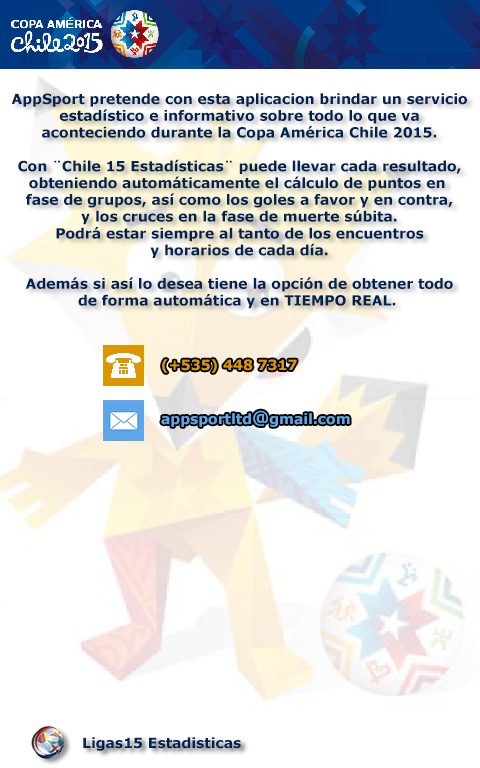 COPA AMÉRICA
Chile 2015
AppSport pretende con esta aplicacion brindar un servicio
estadístico e informativo sobre todo lo que va
aconteciendo durante la Copa América Chile 2015.
Con ¨Chile 15 Estadísticas¨ puede llevar cada resultado,
obteniendo automáticamente el cálculo de puntos en
fase de grupos, así como los goles a favor y en contra,
y los cruces en la fase de muerte súbita.
Podrá estar siempre al tanto de los encuentros
y horarios de cada día.
Además si así lo desea tiene la opción de obtener todo
de forma automática y en TIEMPO REAL.
(+535) 448 7317
appsportltd@gmail.com
Ligas15 Estadisticas